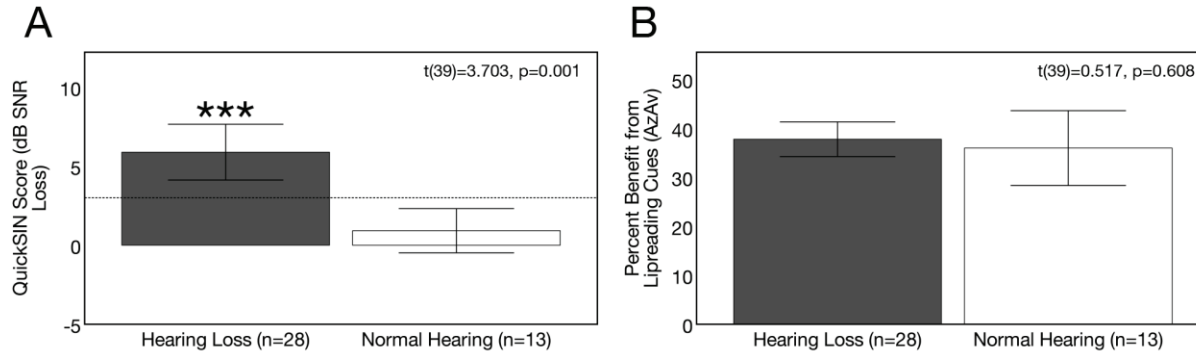 A
t(39)=3.703, p=0.001
QuickSIN Score (dB SNR
Loss)
10
5
0
-5
***
Hearing Loss (n=28)
Normal Hearing (n=13)
B
t(39)=0.517, p=0.608
Percent Benefit from
Lipreading Cues (AzAv)
50
40
30
20
10
0
Hearing Loss (n=28)
Normal Hearing (n=13)